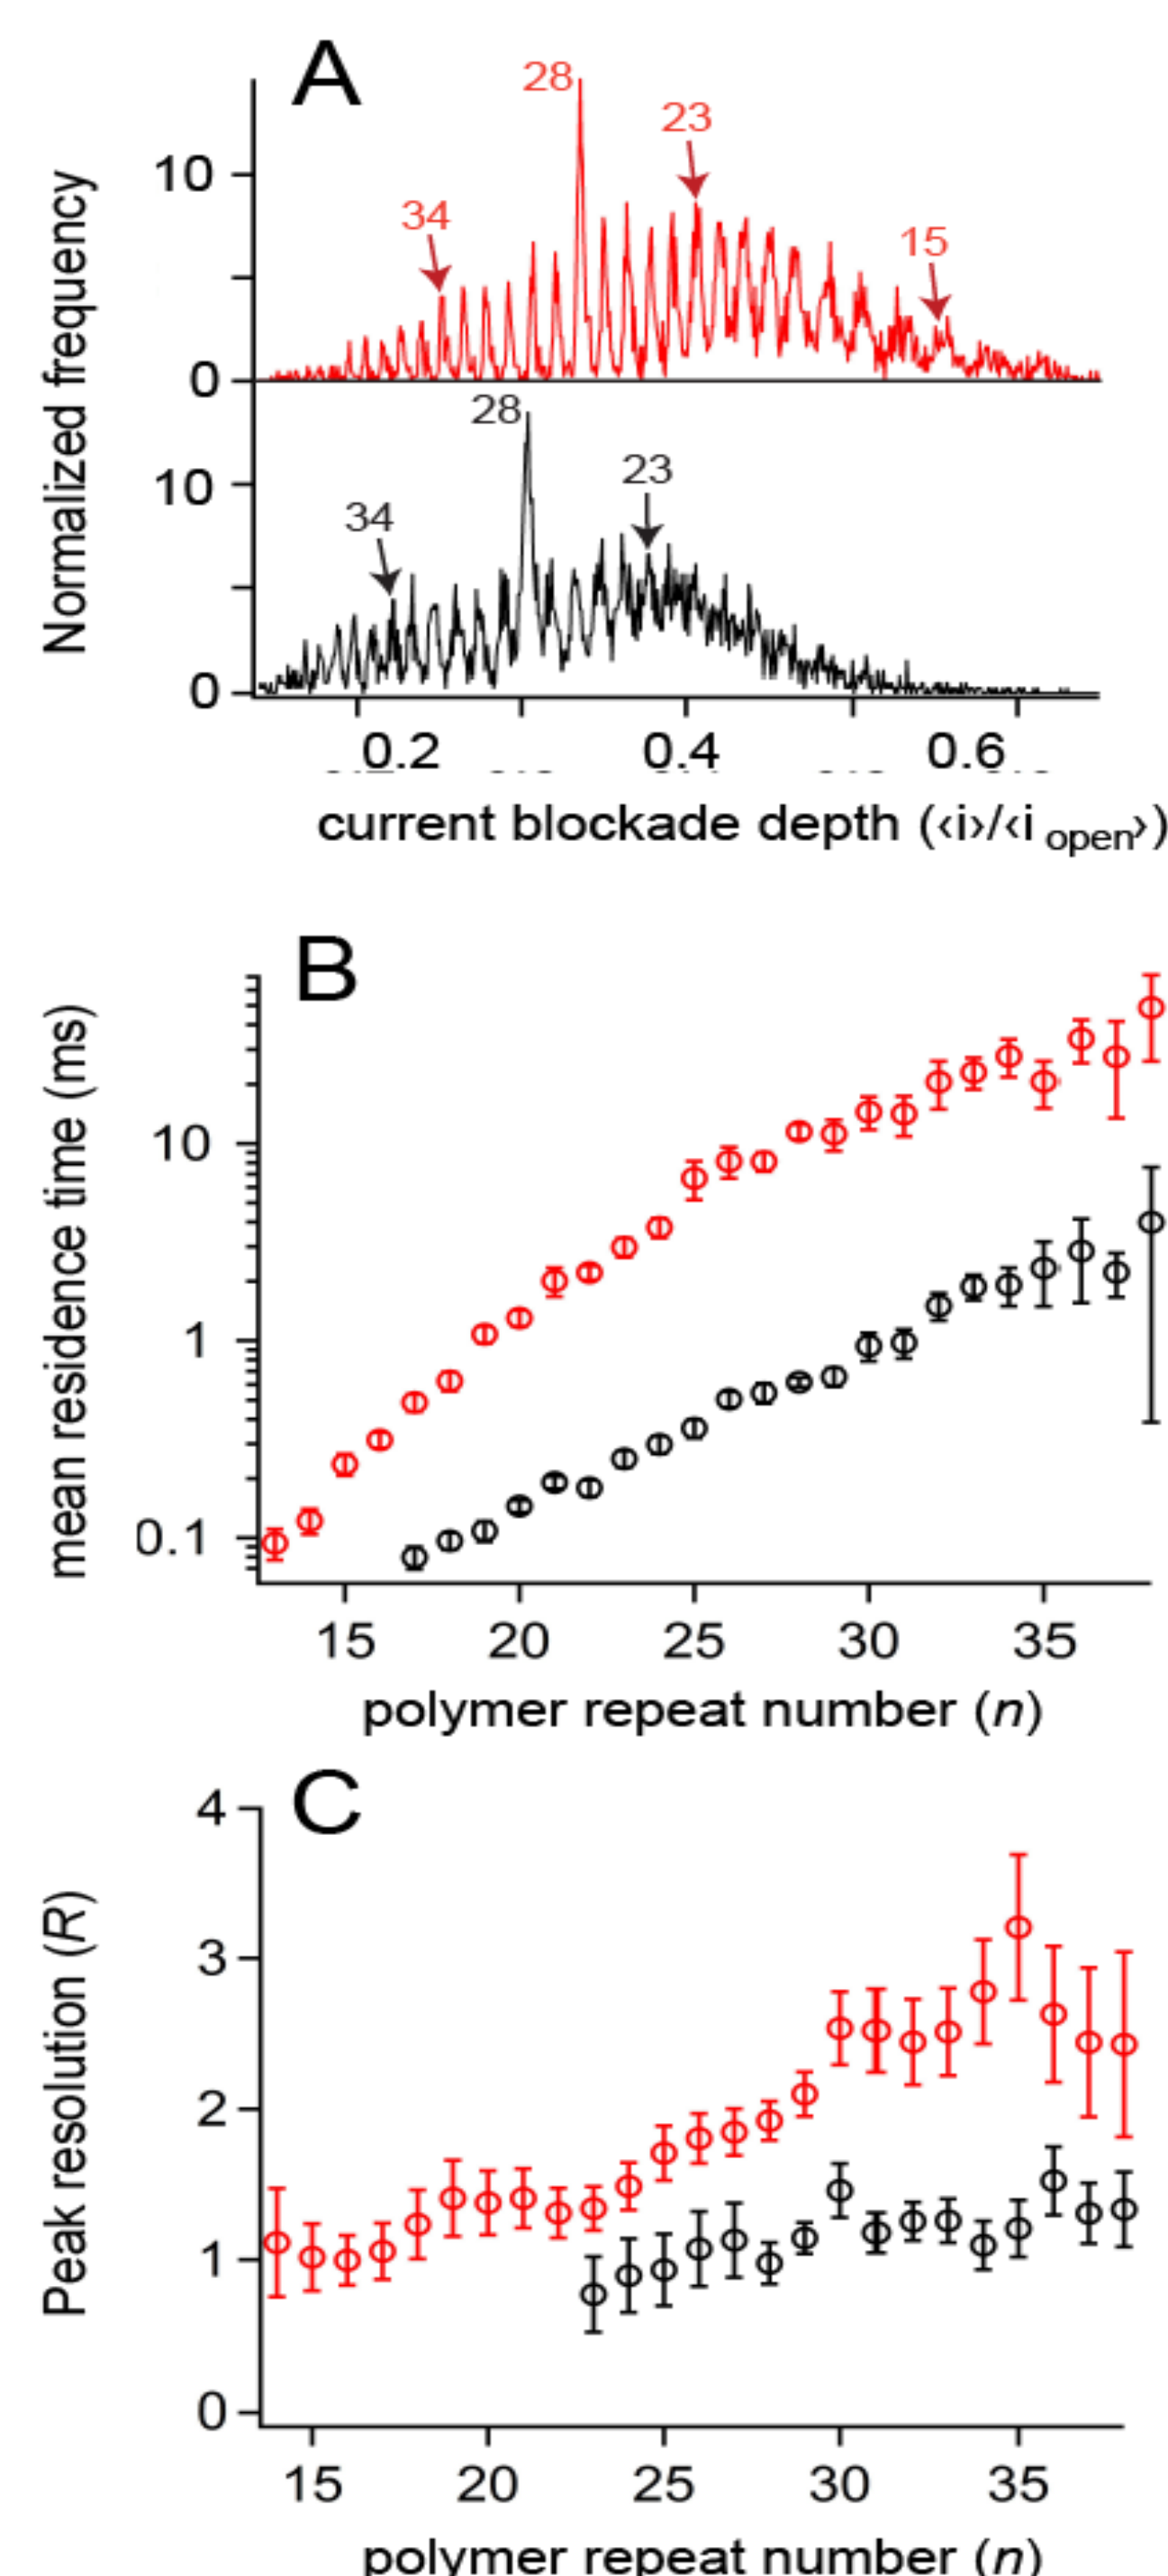 A
28
23
10
34
15
Normalized frequency
0
28
23
10
34
0
0.2 0.4 0.6
current blockade depth (‹i›/‹i open›)
B
mean residence time (ms)
10
1
0.1
15 20 25 30 35
polymer repeat number (n)
C
4
Peak resolution (R)
3
2
1
0
15 20 25 30 35
polymer repeat number (n)